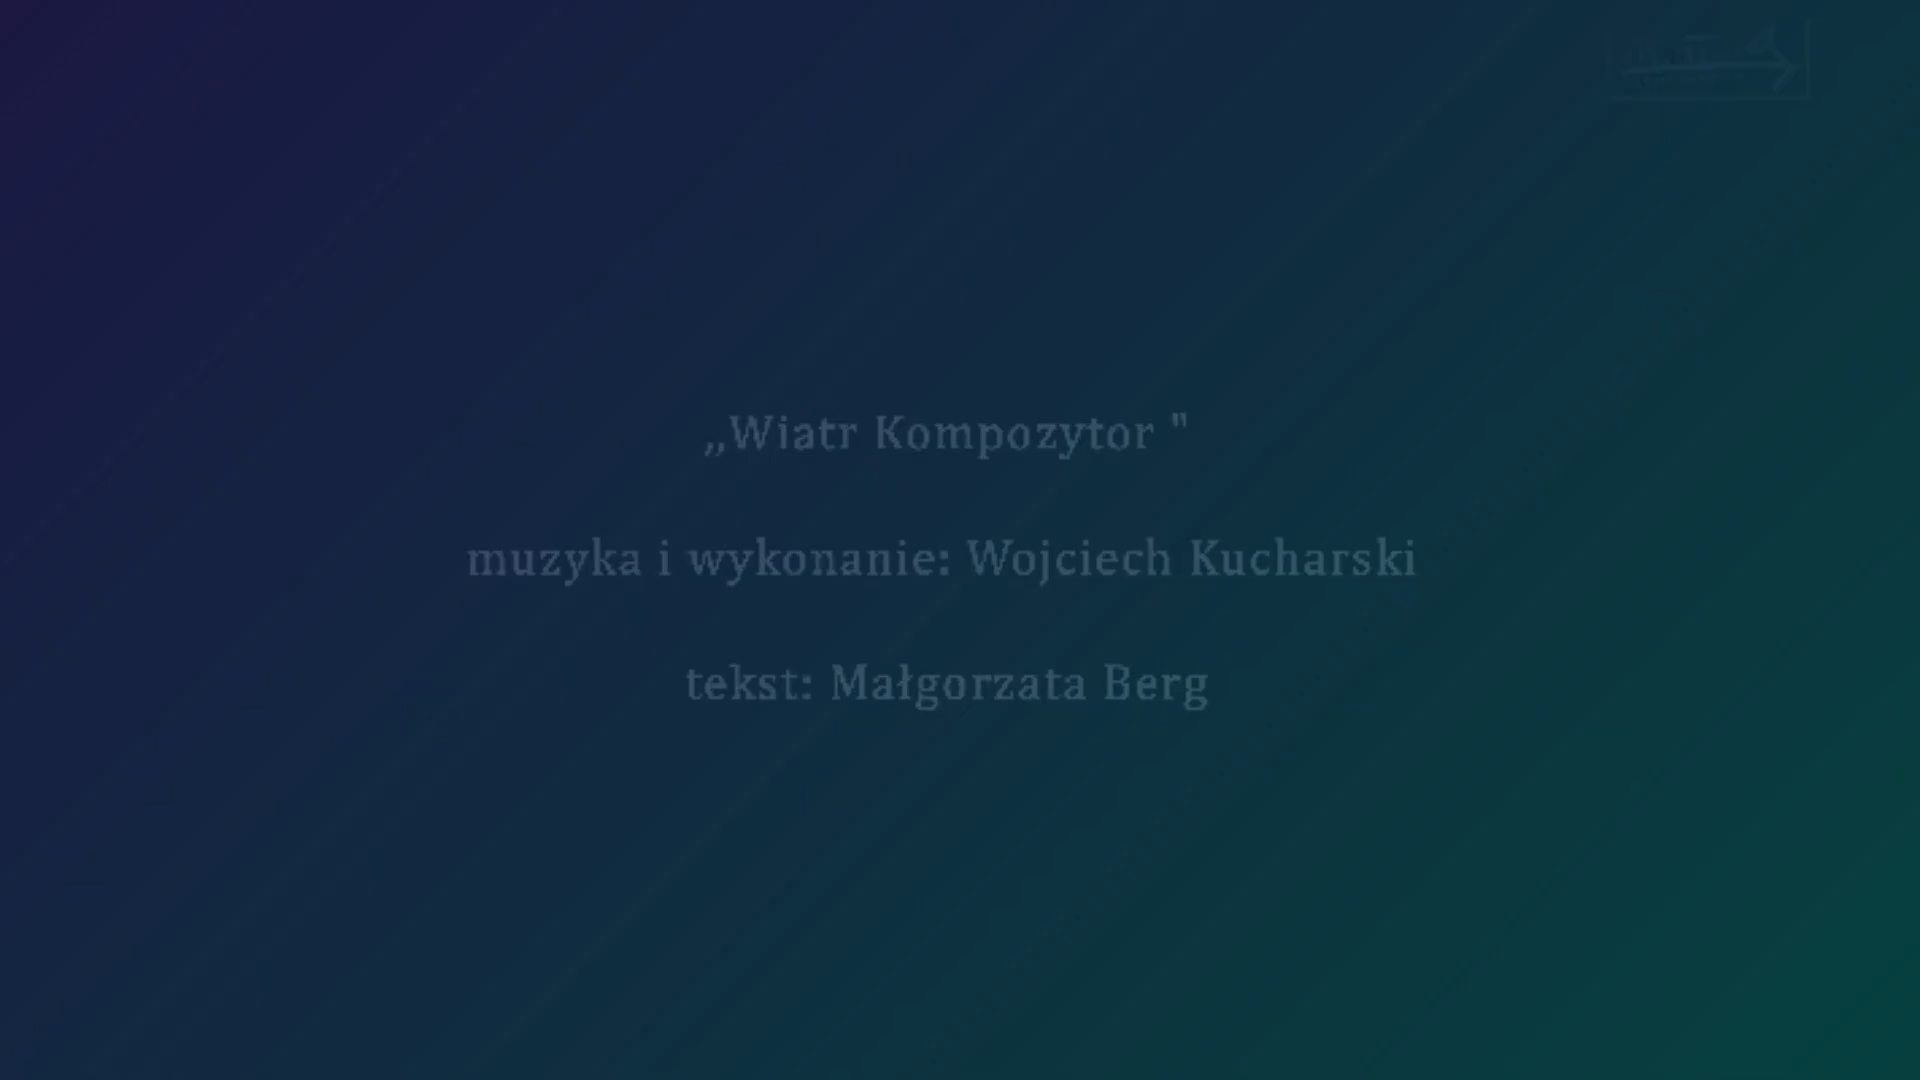 „Wiatr Kompozytor "
muzyka i wykonanie: Wojciech Kucharski
tekst: Małgorzata Berg